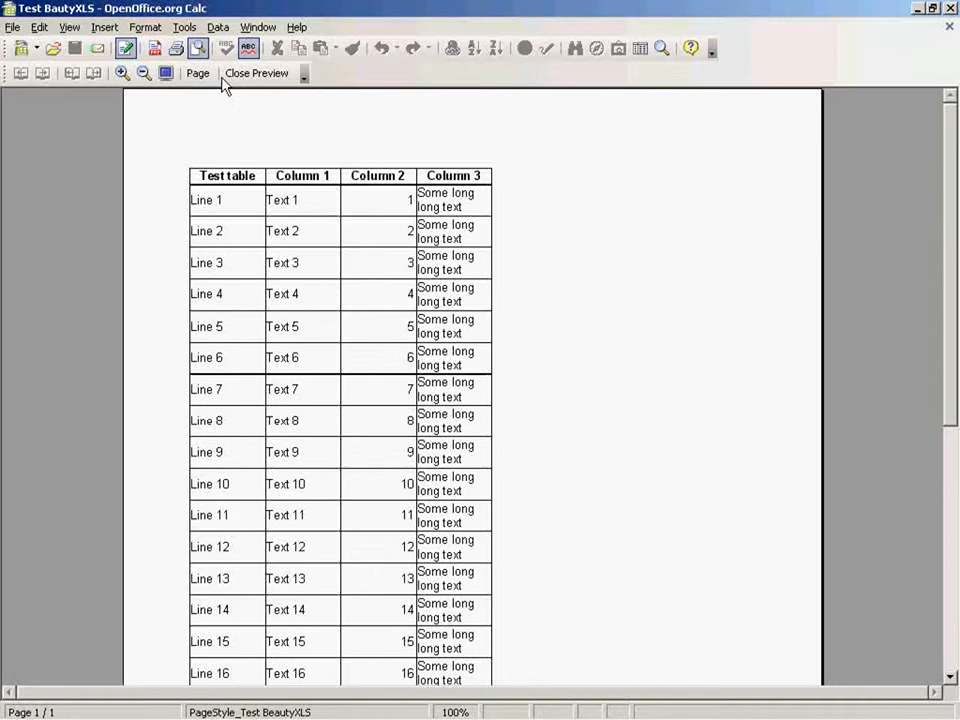 Test BautyXLS - OpenOffice.org Calc
File Edit View Insert Format Tools Data Window Help
Page Close Preview
Test table Column 1 Column 2 Column 3
Line 1 Text 1 1 Some long
long text
Line 2 Text 2 2 Some long
long text
Line 3 Text 3 3 Some long
long text
Line 4 Text 4 4 Some long
long text
Line 5 Text 5 5 Some long
long text
Line 6 Text 6 6 Some long
long text
Line 7 Text 7 7 Some long
long text
Line 8 Text 8 8 Some long
long text
Line 9 Text 9 9 Some long
long text
Line 10 Text 10 10 Some long
long text
Line 11 Text 11 11 Some long
long text
Line 12 Text 12 12 Some long
long text
Line 13 Text 13 13 Some long
long text
Line 14 Text 14 14 Some long
long text
Line 15 Text 15 15 Some long
long text
Line 16 Text 16 16 Some long
long text
Page 1 / 1 PageStyle_Test BeautyXLS 100%